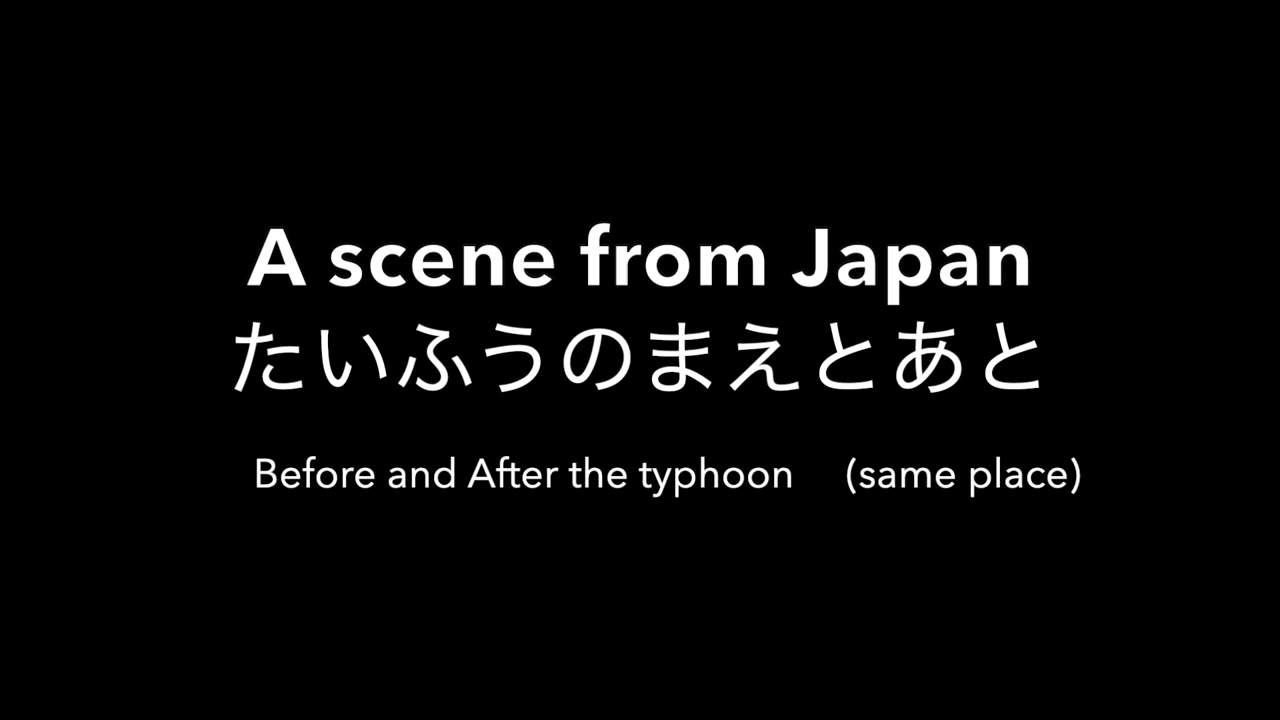 A scene from Japan
たいふうのまえとあと
Before and After the typhoon (same place)